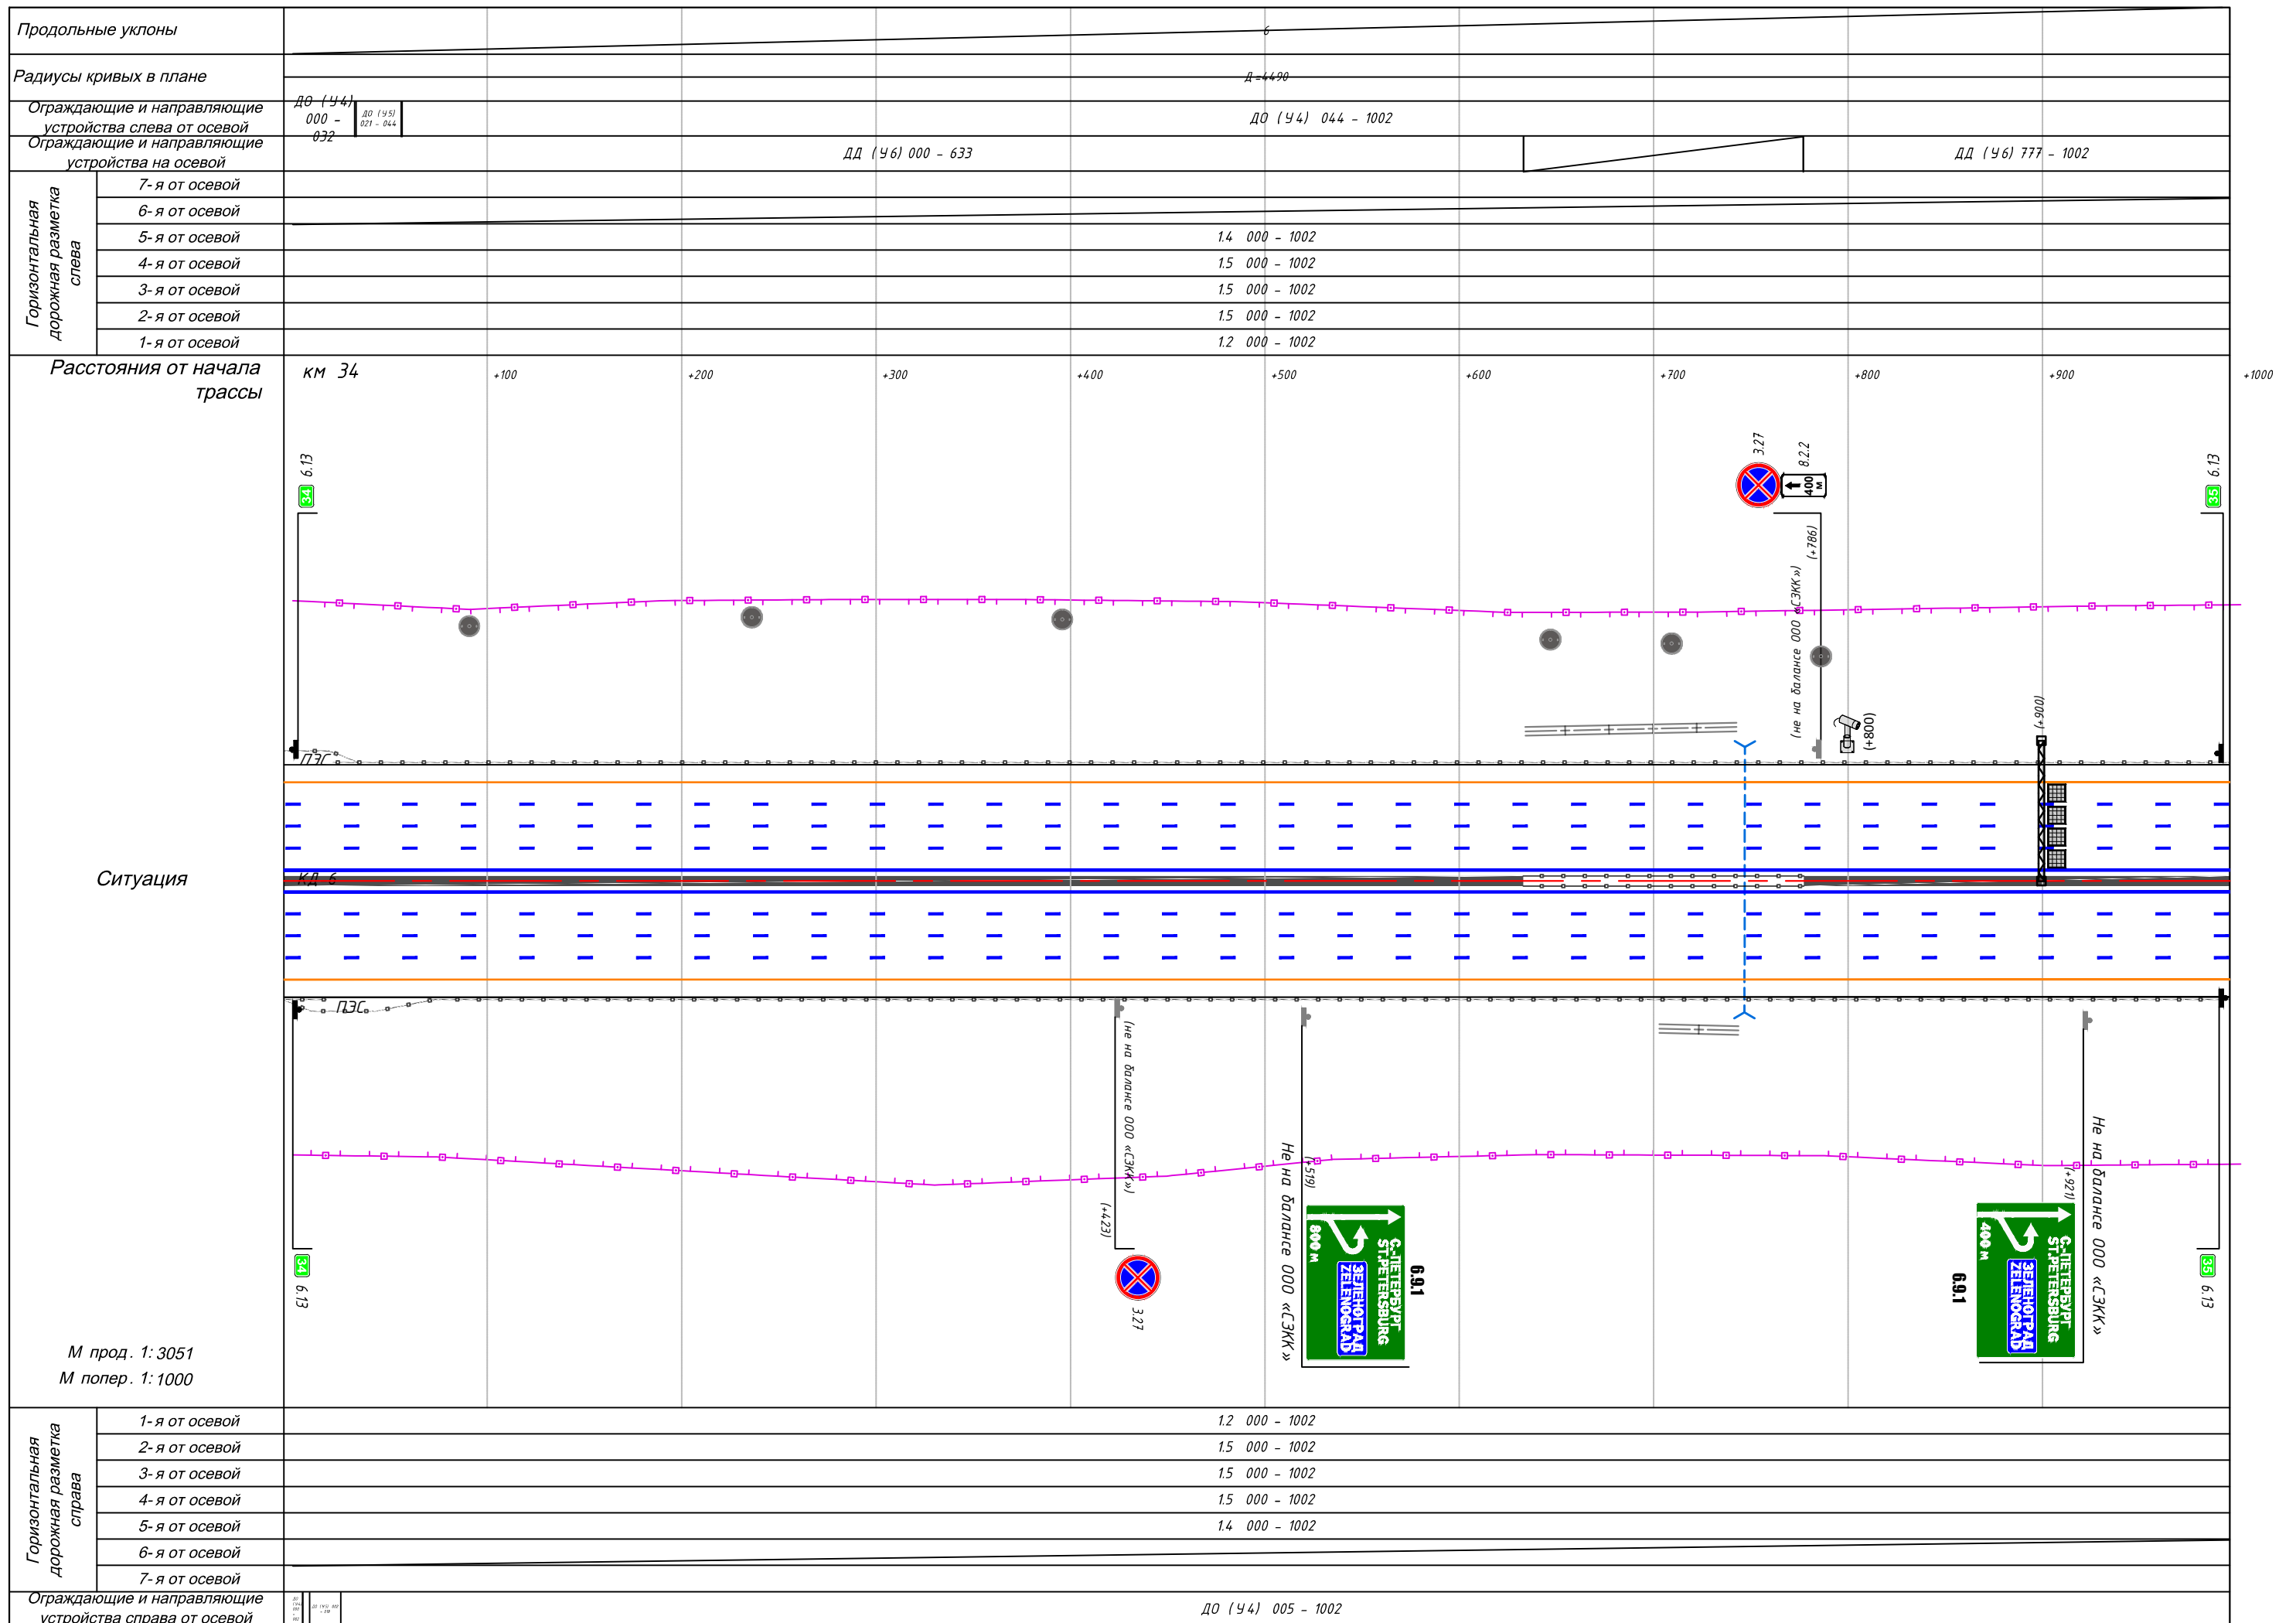 Продольные уклоны
6
Радиусы кривых в плане
Д=4490
Ограждающие и направляющие
устройства слева от осевой
ДО (У4)
000 -
032
ДО (У5)
021 - 044
ДО (У4) 044 - 1002
Ограждающие и направляющие
устройства на осевой
ДД (У6) 000 - 633
ДД (У6) 777 - 1002
Горизонтальная
дорожная разметка
слева
7-я от осевой
6-я от осевой
5-я от осевой
1.4 000 - 1002
4-я от осевой
1.5 000 - 1002
3-я от осевой
1.5 000 - 1002
2-я от осевой
1.5 000 - 1002
1-я от осевой
1.2 000 - 1002
Расстояния от начала
трассы
км 34
+100
+200
+300
+400
+500
+600
+700
+800
+900
+1000
6.13
34
3.27
8.2.2
400
М
(+786)
(не на балансе ООО «СЗКК»)
6.13
35
(+800)
(+900)
ПЭС
Ситуация
КД 6
ПЭС
34
6.13
(не на балансе ООО «СЗКК»)
(+423)
3.27
Не на балансе ООО «СЗКК»
(+519)
С.-ПЕТЕРБУРГ
ST.PETERSBURG
ЗЕЛЕНОГРАД
ZELENOGRAD
800 м
6.9.1
6.9.1
С.-ПЕТЕРБУРГ
ST.PETERSBURG
ЗЕЛЕНОГРАД
ZELENOGRAD
400 м
(+921)
Не на балансе ООО «СЗКК»
35
6.13
М прод. 1: 3051
М попер. 1: 1000
Горизонтальная
дорожная разметка
справа
1-я от осевой
1.2 000 - 1002
2-я от осевой
1.5 000 - 1002
3-я от осевой
1.5 000 - 1002
4-я от осевой
1.5 000 - 1002
5-я от осевой
1.4 000 - 1002
6-я от осевой
7-я от осевой
Ограждающие и направляющие
устройства справа от осевой
ДО (У4) 005 - 1002